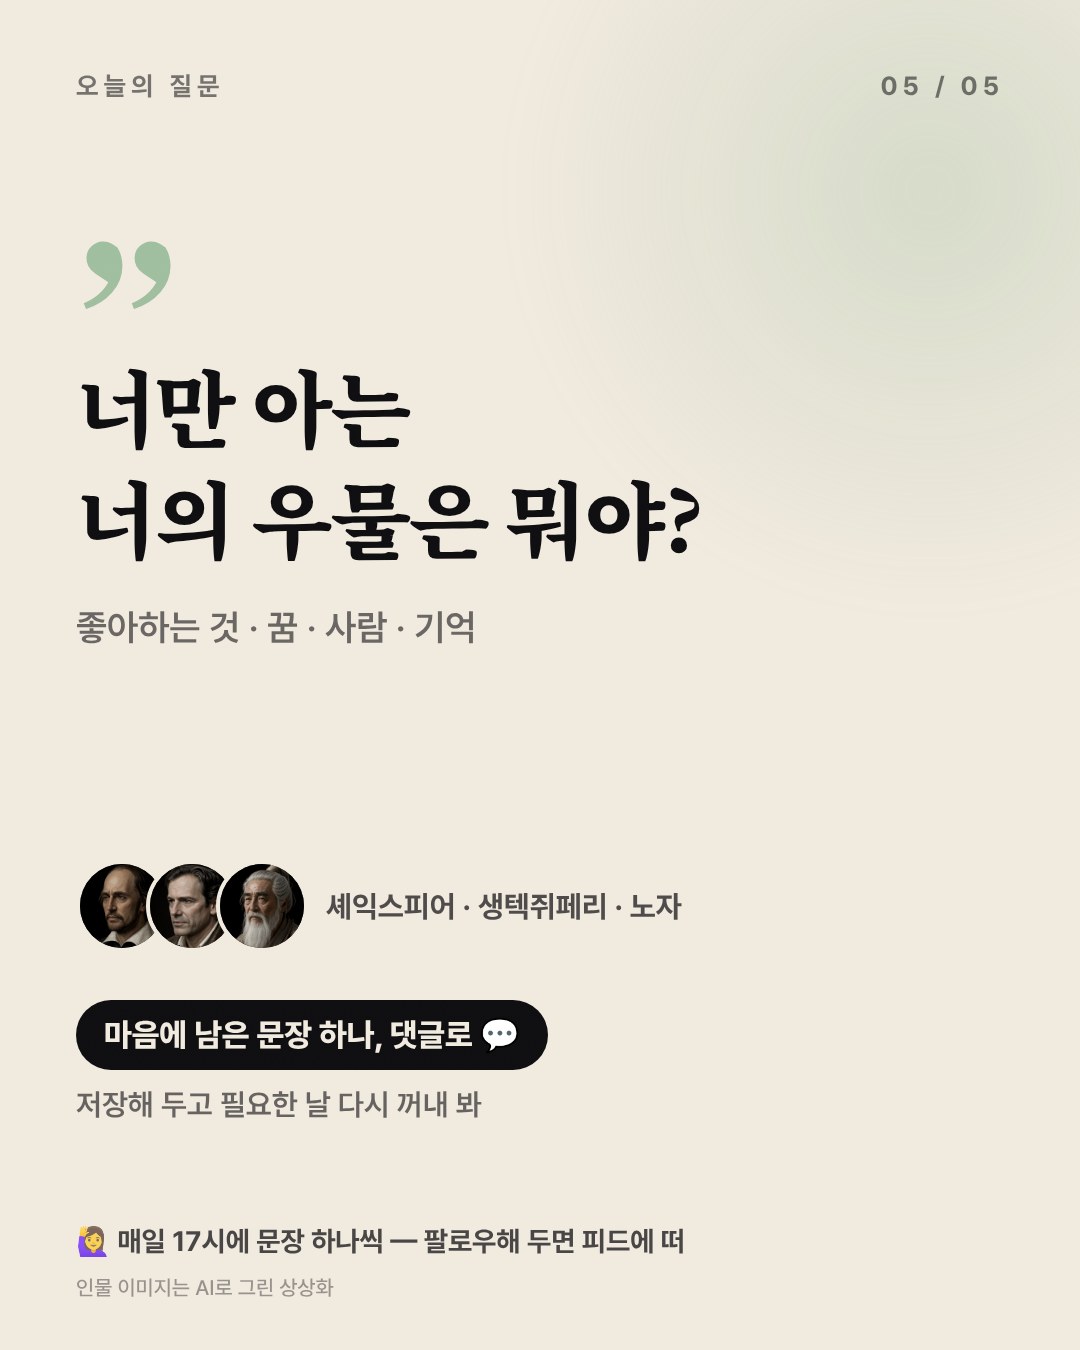 오늘의 질문
05 / 05
”
너만 아는
너의 우물은 뭐야?
좋아하는 것 · 꿈 · 사람 · 기억
셰익스피어 · 생텍쥐페리 · 노자
마음에 남은 문장 하나, 댓글로 💬
저장해 두고 필요한 날 다시 꺼내 봐
🙋‍♀️ 매일 17시에 문장 하나씩 — 팔로우해 두면 피드에 떠
인물 이미지는 AI로 그린 상상화